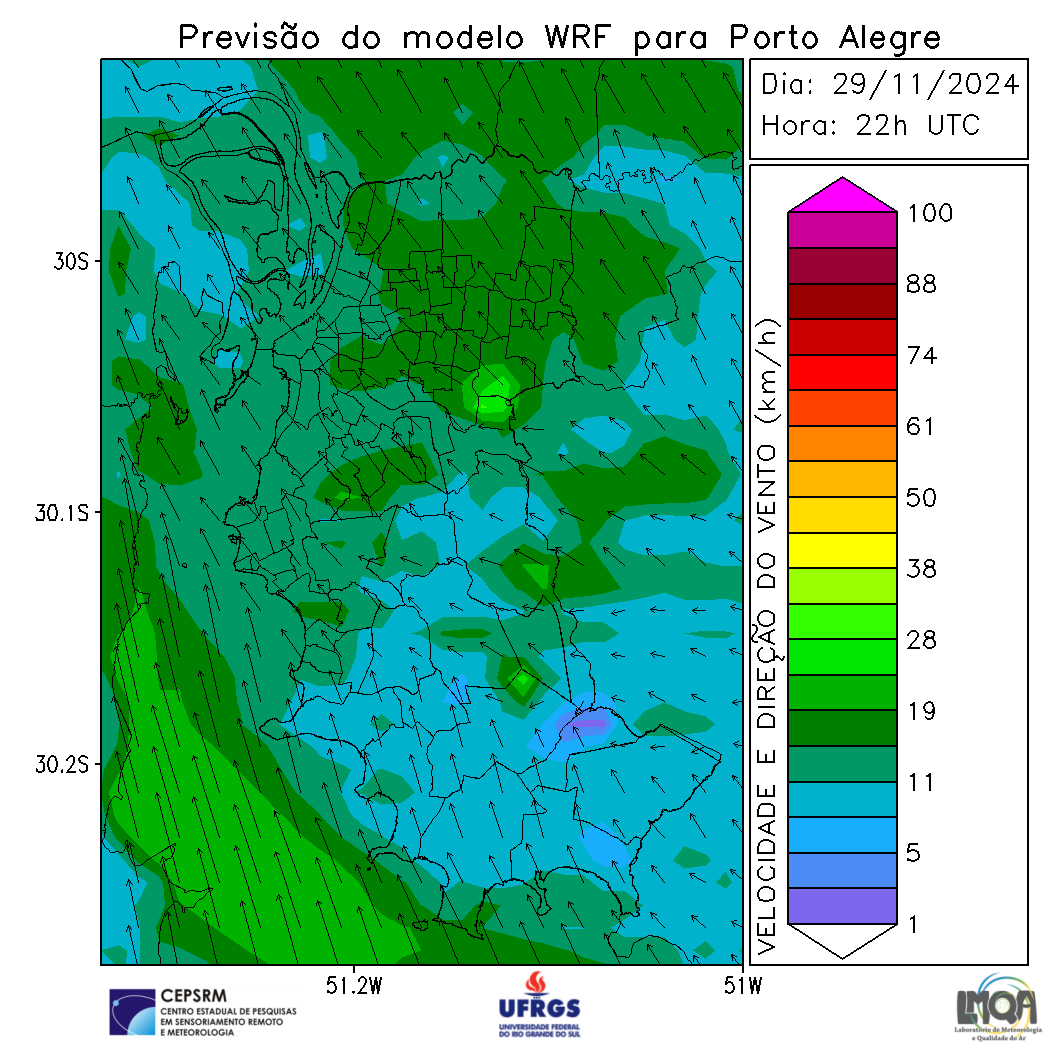 Previsão do modelo WRF para Porto Alegre
Dia: 29/11/2024
Hora: 22h UTC
30S
30.1S
30.2S
51.2W
51W
VELOCIDADE E DIREÇÃO DO VENTO (km/h)
100
88
74
61
50
38
28
19
11
5
1
CEPSRM
CENTRO ESTADUAL DE PESQUISAS
EM SENSORIAMENTO REMOTO
E METEOROLOGIA
UFRGS
UNIVERSIDADE FEDERAL
DO RIO GRANDE DO SUL
LMQA
Laboratório de Meteorologia
e Qualidade do Ar